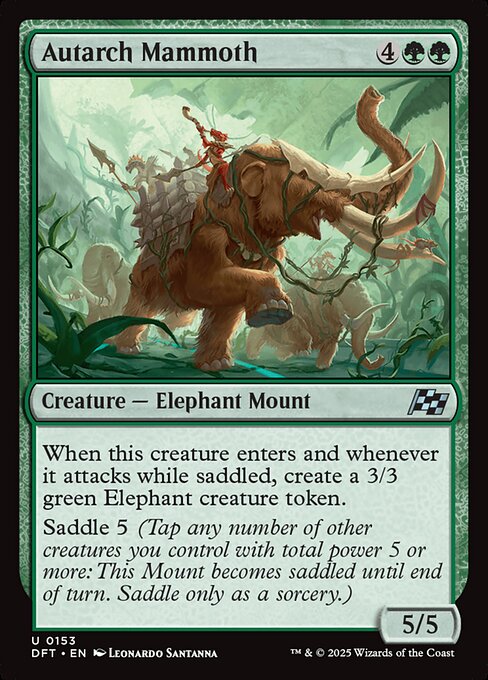 Autarch Mammoth 4
Creature — Elephant Mount
When this creature enters and whenever
it attacks while saddled, create a 3/3
green Elephant creature token.
Saddle 5 (Tap any number of other
creatures you control with total power 5 or
more: This Mount becomes saddled until end
of turn. Saddle only as a sorcery.)
5/5
U 0153
DFT • EN Leonardo Santanna
™ & © 2025 Wizards of the Coast